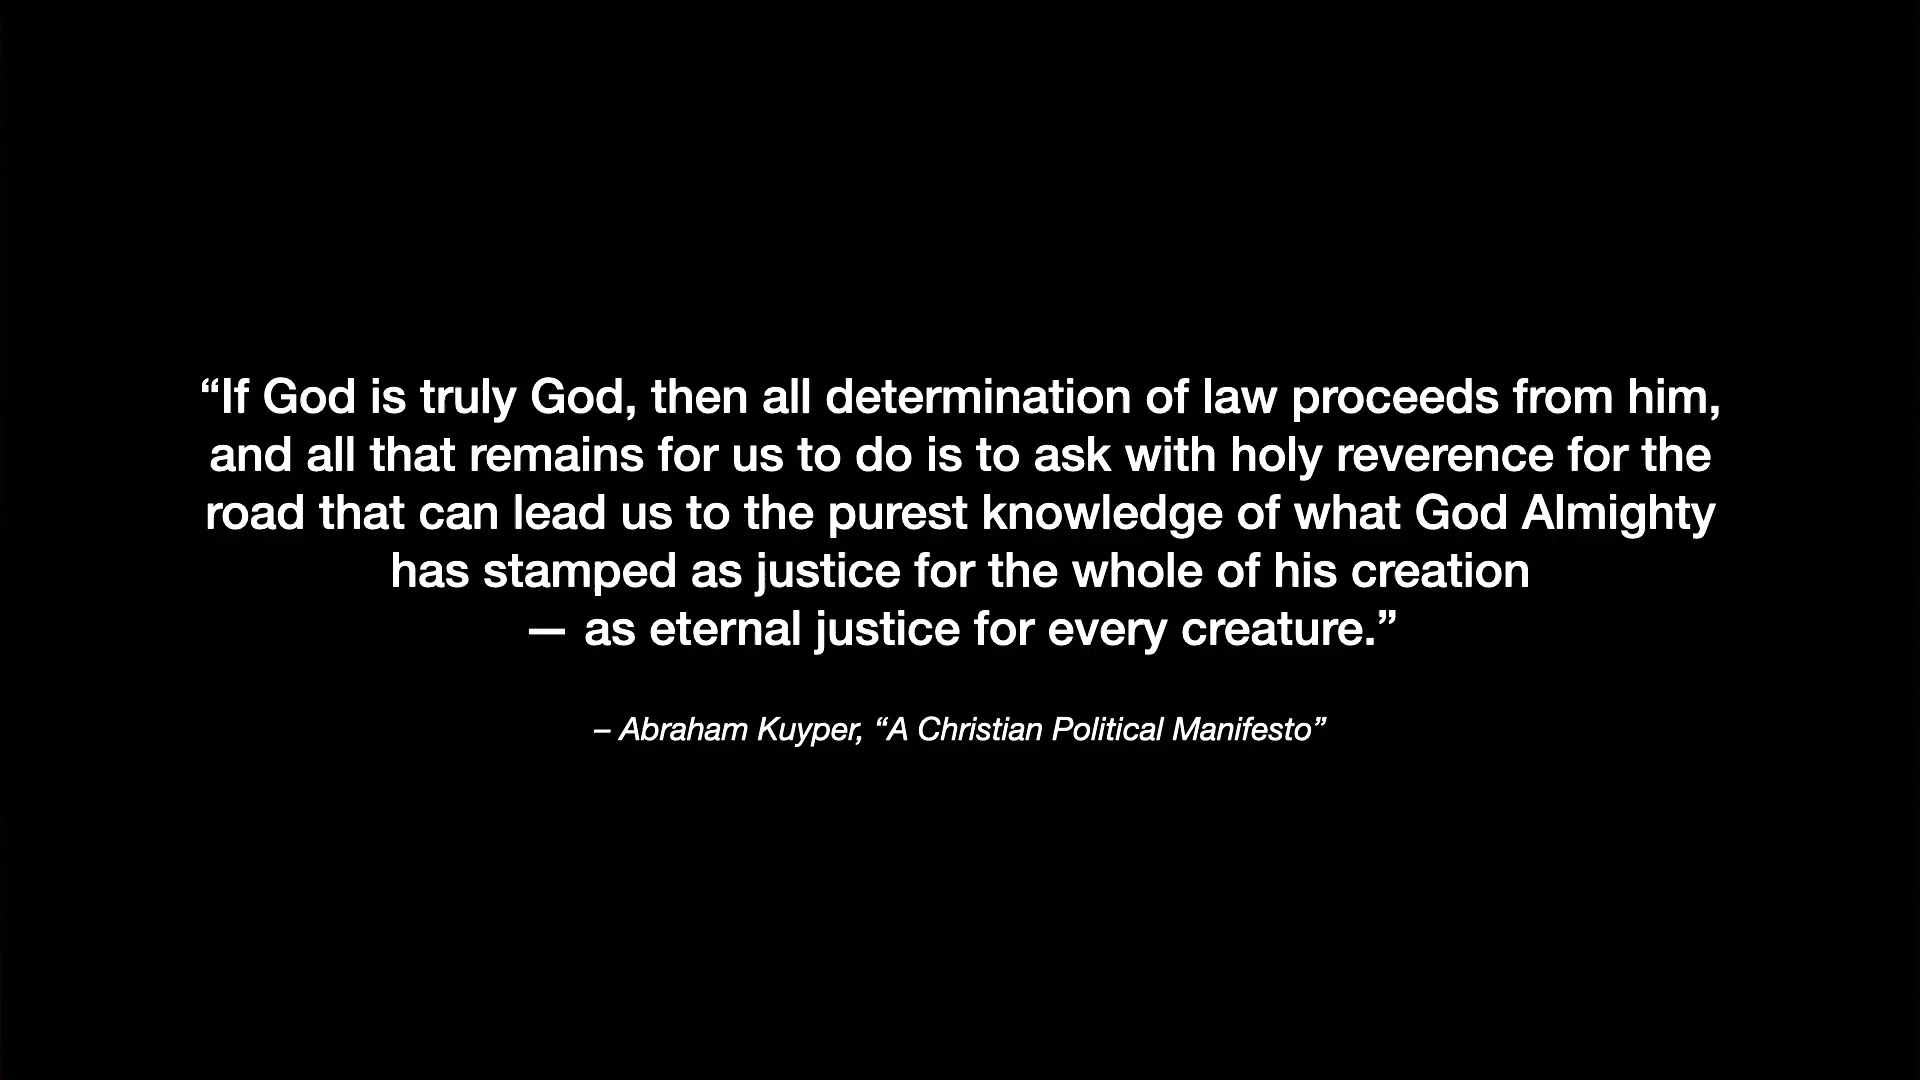 “If God is truly God, then all determination of law proceeds from him,
and all that remains for us to do is to ask with holy reverence for the
road that can lead us to the purest knowledge of what God Almighty
has stamped as justice for the whole of his creation
— as eternal justice for every creature.”
– Abraham Kuyper, “A Christian Political Manifesto”